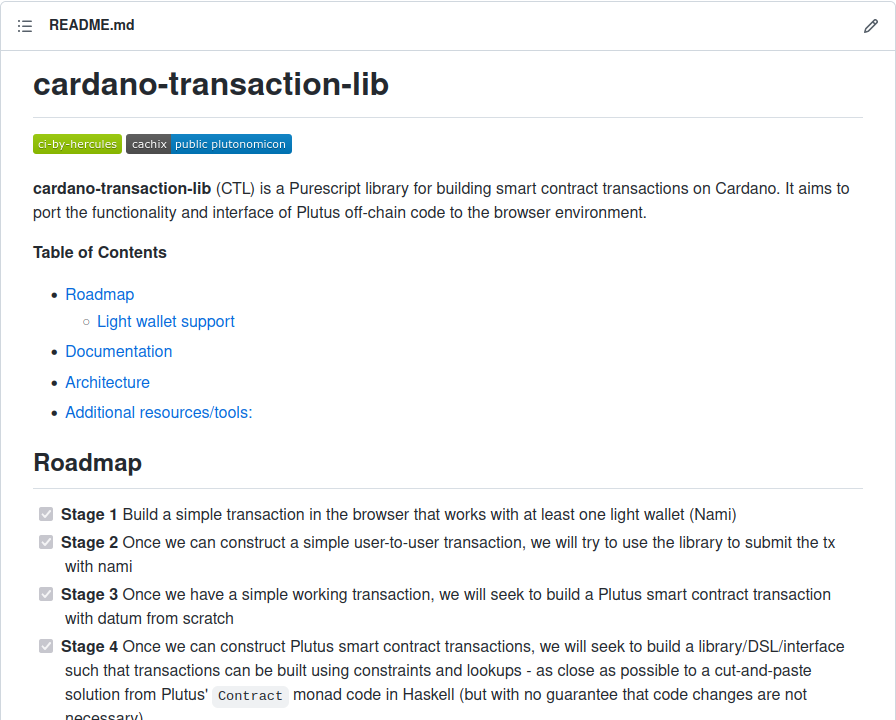 README.md
cardano-transaction-lib
ci-by-hercules cachix public plutonomicon
cardano-transaction-lib (CTL) is a Purescript library for building smart contract transactions on Cardano. It aims to
port the functionality and interface of Plutus off-chain code to the browser environment.
Table of Contents
Roadmap
Light wallet support
Documentation
Architecture
Additional resources/tools:
Roadmap
Stage 1 Build a simple transaction in the browser that works with at least one light wallet (Nami)
Stage 2 Once we can construct a simple user-to-user transaction, we will try to use the library to submit the tx
with nami
Stage 3 Once we have a simple working transaction, we will seek to build a Plutus smart contract transaction
with datum from scratch
Stage 4 Once we can construct Plutus smart contract transactions, we will seek to build a library/DSL/interface
such that transactions can be built using constraints and lookups - as close as possible to a cut-and-paste
solution from Plutus' Contract monad code in Haskell (but with no guarantee that code changes are not
necessary)